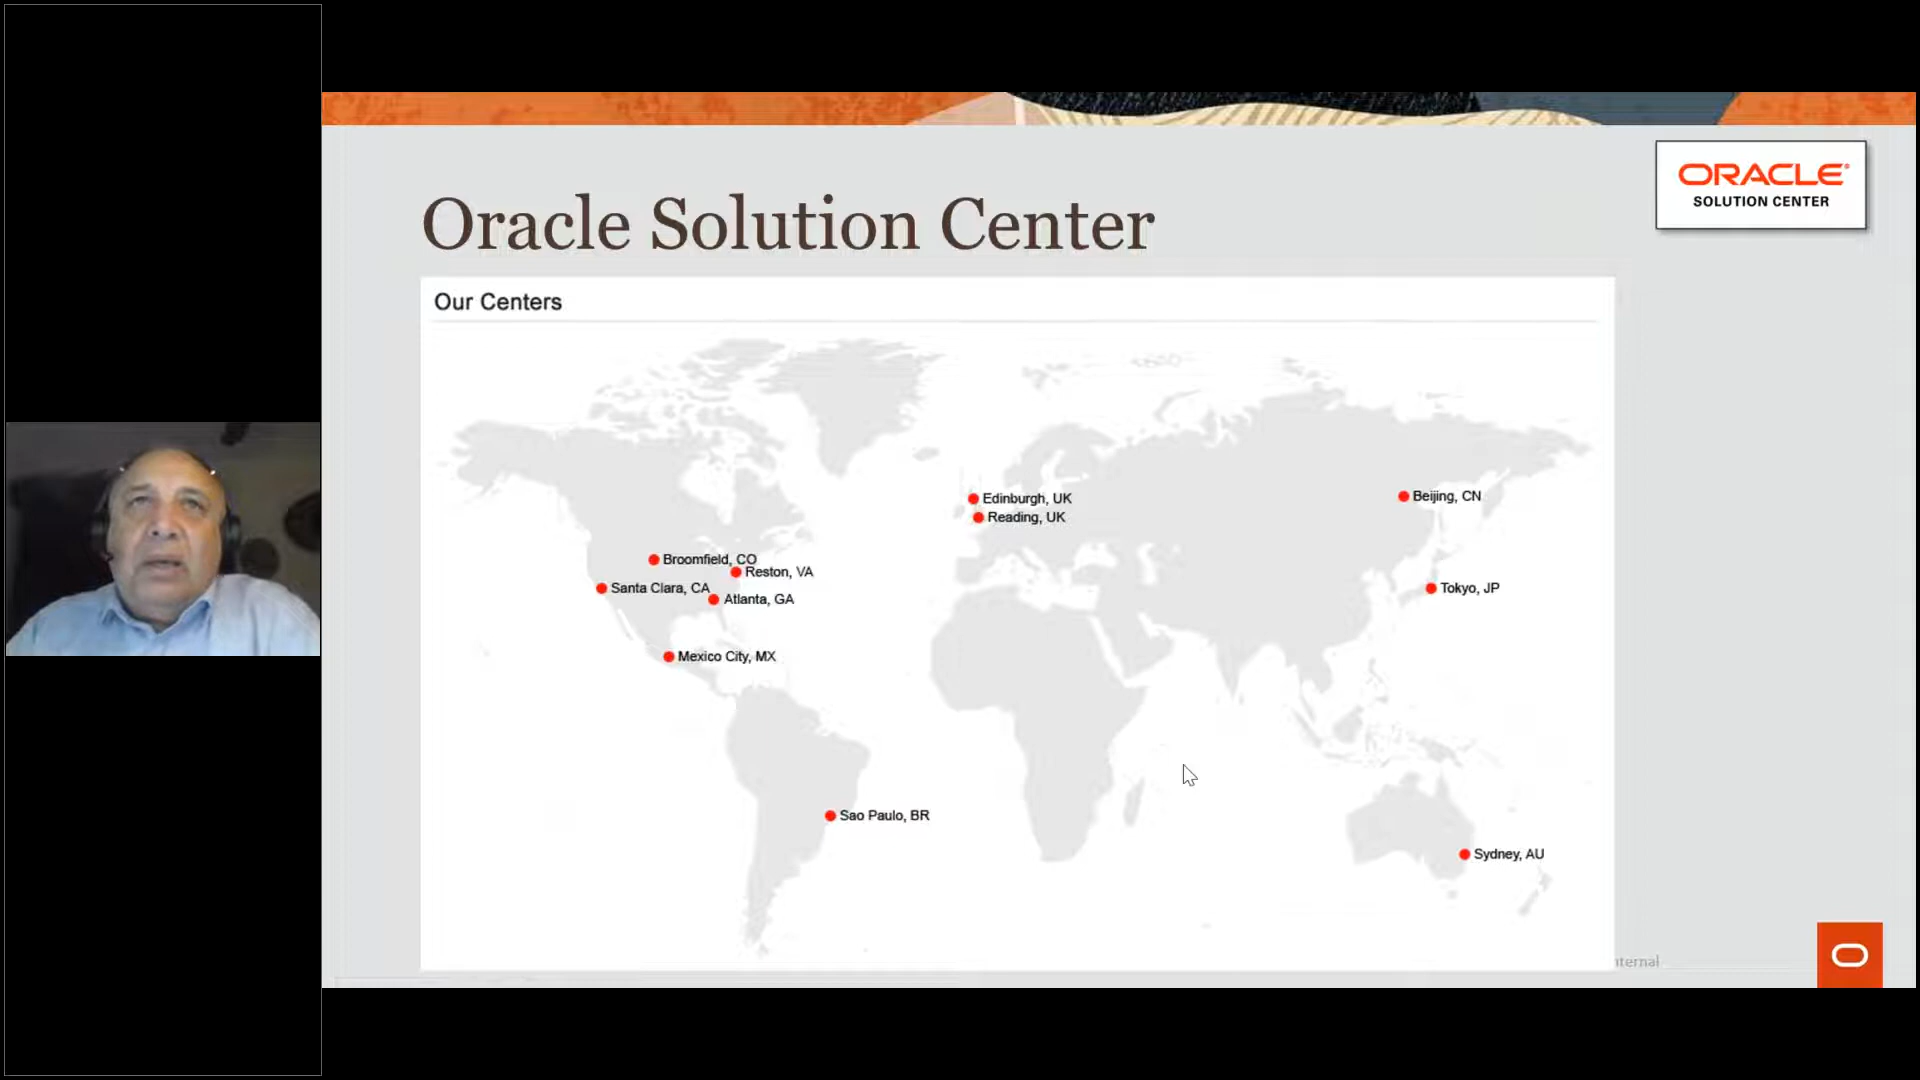 ORACLE
SOLUTION CENTER
Oracle Solution Center
Our Centers
Edinburgh, UK
Reading, UK
Beijing, CN
Broomfield, CO
Reston, VA
Santa Clara, CA
Atlanta, GA
Tokyo, JP
Mexico City, MX
Sao Paulo, BR
Sydney, AU